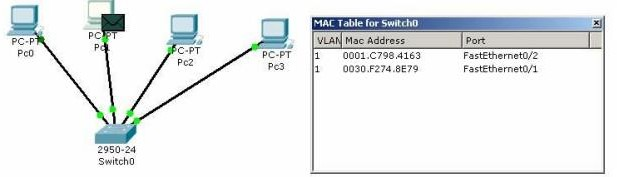 PC-PT
Pc0
PC-PT
Pc1
PC-PT
Pc2
PC-PT
Pc3
2950-24
Switch0
MAC Table for Switch0
VLAN Mac Address Port
1 0001.C798.4163 FastEthernet0/2
1 0030.F274.8E79 FastEthernet0/1